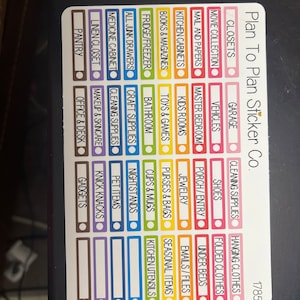 Plan To Plan Sticker Co.
CLOSETS
GARAGE
CLEANING SUPPLIES
HANGING CLOTHES
MOVIE COLLECTION
VEHICLES
SHOES
FOLDED CLOTHES
MAIL AND PAPERS
MASTER BEDROOM
PORCH / ENTRY
UNDER BEDS
KITCHEN CABINETS
KIDS ROOMS
JEWELRY
EMAILS / FILES
BOOKS & MAGAZINES
TOYS & GAMES
PURSES & BAGS
SEASONAL ITEMS
FRIDGE/FREEZER
BATHROOM
CUPS & MUGS
KITCHEN UTENSILS
ALL JUNK DRAWERS
CRAFT SUPPLIES
NIGHTSTANDS
MEDICINE CABINET
CLEANING SUPPLIES
PET ITEMS
LINEN CLOSET
MAKEUP & SKINCARE
KNICK KNACKS
PANTRY
OFFICE & DESK
GADGETS